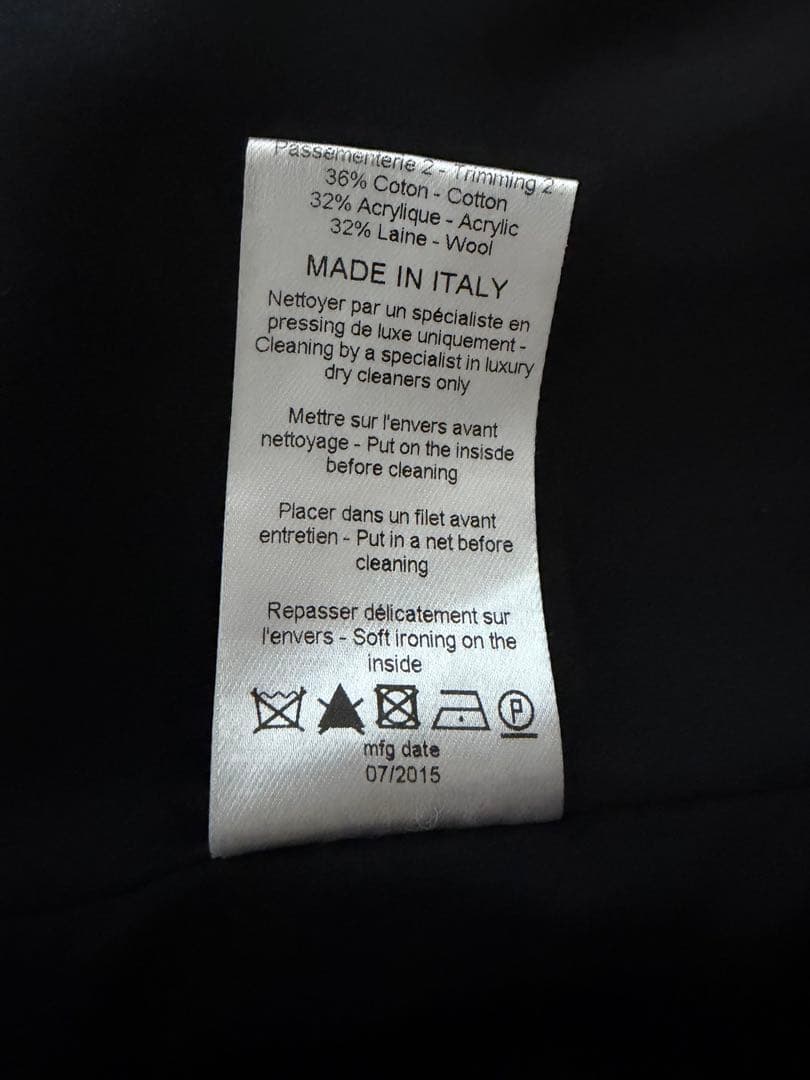 Passementerie 2 - Trimming 2
36% Coton - Cotton
32% Acrylique - Acrylic
32% Laine - Wool
MADE IN ITALY
Nettoyer par un spécialiste en
pressing de luxe uniquement -
Cleaning by a specialist in luxury
dry cleaners only
Mettre sur l'envers avant
nettoyage - Put on the insisde
before cleaning
Placer dans un filet avant
entretien - Put in a net before
cleaning
Repasser délicatement sur
l'envers - Soft ironing on the
inside
P
mfg date
07/2015